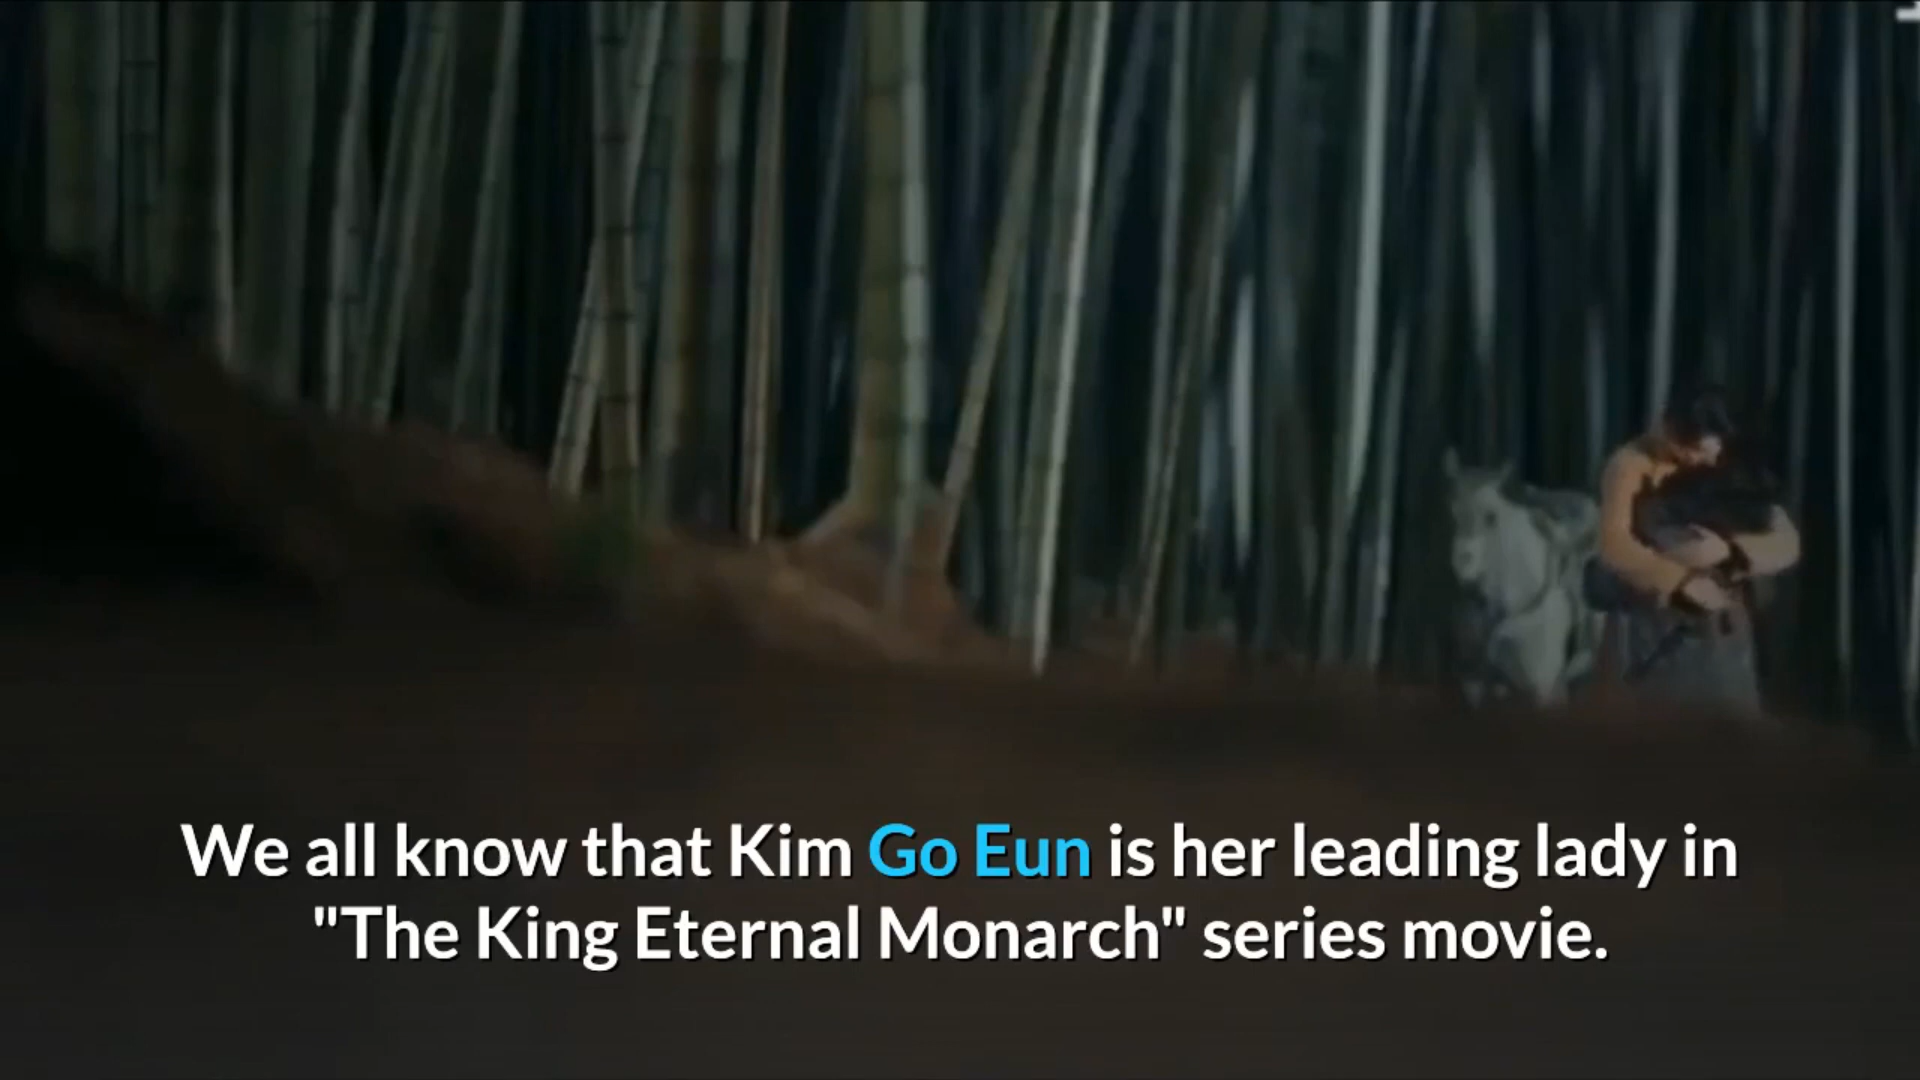 We all know that Kim Go Eun is her leading lady in
"The King Eternal Monarch" series movie.